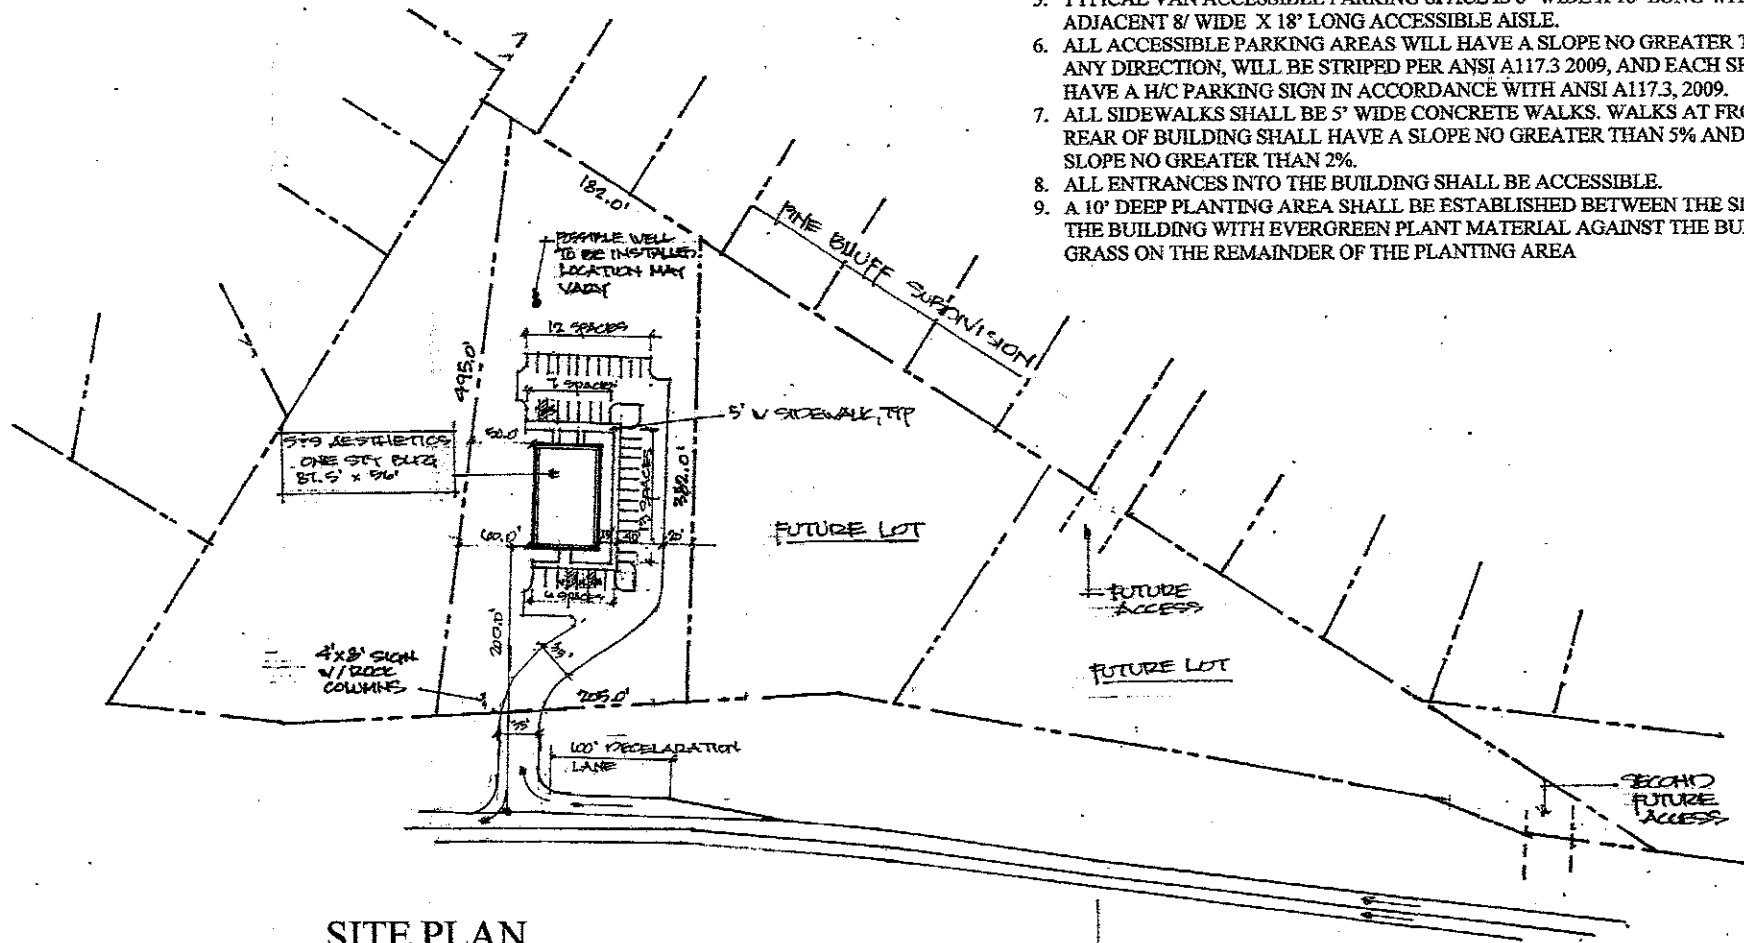 ADJACENT 8/ WIDE X 18' LONG ACCESSIBLE AISLE.
6. ALL ACCESSIBLE PARKING AREAS WILL HAVE A SLOPE NO GREATER
ANY DIRECTION, WILL BE STRIPED PER ANSI A117.3 2009, AND EACH
HAVE A H/C PARKING SIGN IN ACCORDANCE WITH ANSI A117.3, 2009.
7. ALL SIDEWALKS SHALL BE 5' WIDE CONCRETE WALKS. WALKS AT
REAR OF BUILDING SHALL HAVE A SLOPE NO GREATER THAN 5% AND
SLOPE NO GREATER THAN 2%.
8. ALL ENTRANCES INTO THE BUILDING SHALL BE ACCESSIBLE.
9. A 10' DEEP PLANTING AREA SHALL BE ESTABLISHED BETWEEN THE
THE BUILDING WITH EVERGREEN PLANT MATERIAL AGAINST THE
GRASS ON THE REMAINDER OF THE PLANTING AREA
182.0'
PINE BLUFF SUBDIVISION
POSSIBLE WELL
TO BE INSTALLED
LOCATION MAY
VARY
12 SPACES
495.0'
7 SPACES
5' W SIDEWALK, TYP
50.0'
AESTHETICS
ONE STY BLDG
87.5' x 56'
13 SPACES
352.0'
60.0'
20'
FUTURE LOT
SPACES
FUTURE
ACCESS
200.0'
35'
4'x8' SIGN
W/ROCK
COLUMNS
FUTURE LOT
205.0'
35'
100' DECELARATION
LANE
SECOND
FUTURE
ACCESS
SITE PLAN